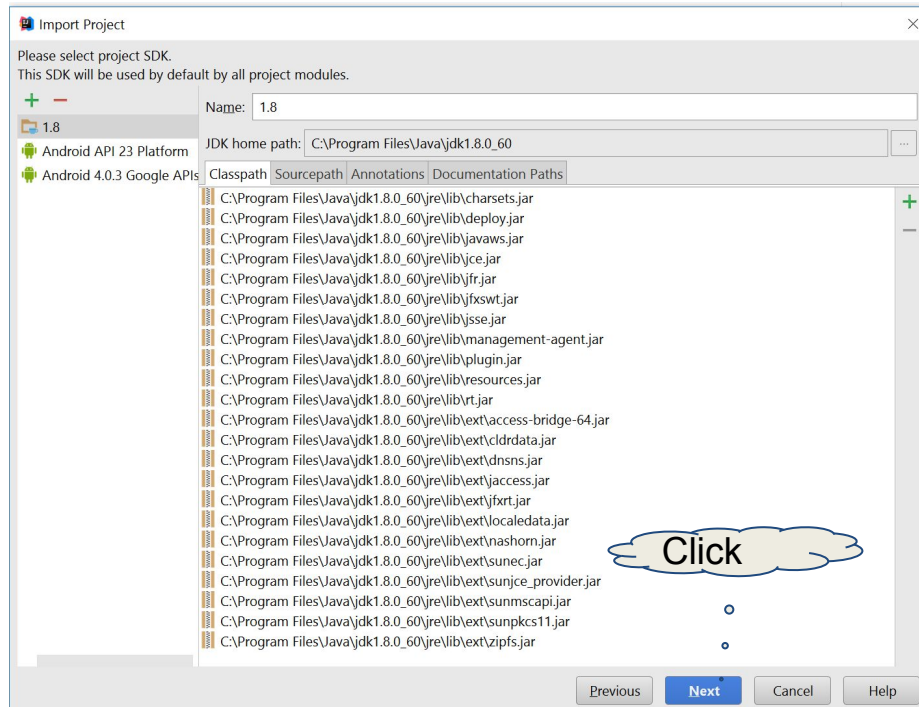 Import Project
Please select project SDK.
This SDK will be used by default by all project modules.
1.8
Android API 23 Platform
Android 4.0.3 Google APIs
Name: 1.8
JDK home path: C:\Program Files\Java\jdk1.8.0_60 ...
Classpath Sourcepath Annotations Documentation Paths
C:\Program Files\Java\jdk1.8.0_60\jre\lib\charsets.jar
C:\Program Files\Java\jdk1.8.0_60\jre\lib\deploy.jar
C:\Program Files\Java\jdk1.8.0_60\jre\lib\javaws.jar
C:\Program Files\Java\jdk1.8.0_60\jre\lib\jce.jar
C:\Program Files\Java\jdk1.8.0_60\jre\lib\jfr.jar
C:\Program Files\Java\jdk1.8.0_60\jre\lib\jfxswt.jar
C:\Program Files\Java\jdk1.8.0_60\jre\lib\jsse.jar
C:\Program Files\Java\jdk1.8.0_60\jre\lib\management-agent.jar
C:\Program Files\Java\jdk1.8.0_60\jre\lib\plugin.jar
C:\Program Files\Java\jdk1.8.0_60\jre\lib\resources.jar
C:\Program Files\Java\jdk1.8.0_60\jre\lib\rt.jar
C:\Program Files\Java\jdk1.8.0_60\jre\lib\ext\access-bridge-64.jar
C:\Program Files\Java\jdk1.8.0_60\jre\lib\ext\cldrdata.jar
C:\Program Files\Java\jdk1.8.0_60\jre\lib\ext\dnsns.jar
C:\Program Files\Java\jdk1.8.0_60\jre\lib\ext\jaccess.jar
C:\Program Files\Java\jdk1.8.0_60\jre\lib\ext\jfxrt.jar
C:\Program Files\Java\jdk1.8.0_60\jre\lib\ext\localedata.jar
C:\Program Files\Java\jdk1.8.0_60\jre\lib\ext\nashorn.jar
C:\Program Files\Java\jdk1.8.0_60\jre\lib\ext\sunec.jar
C:\Program Files\Java\jdk1.8.0_60\jre\lib\ext\sunjce_provider.jar
C:\Program Files\Java\jdk1.8.0_60\jre\lib\ext\sunmscapi.jar
C:\Program Files\Java\jdk1.8.0_60\jre\lib\ext\sunpkcs11.jar
C:\Program Files\Java\jdk1.8.0_60\jre\lib\ext\zipfs.jar
Click
Previous Next Cancel Help